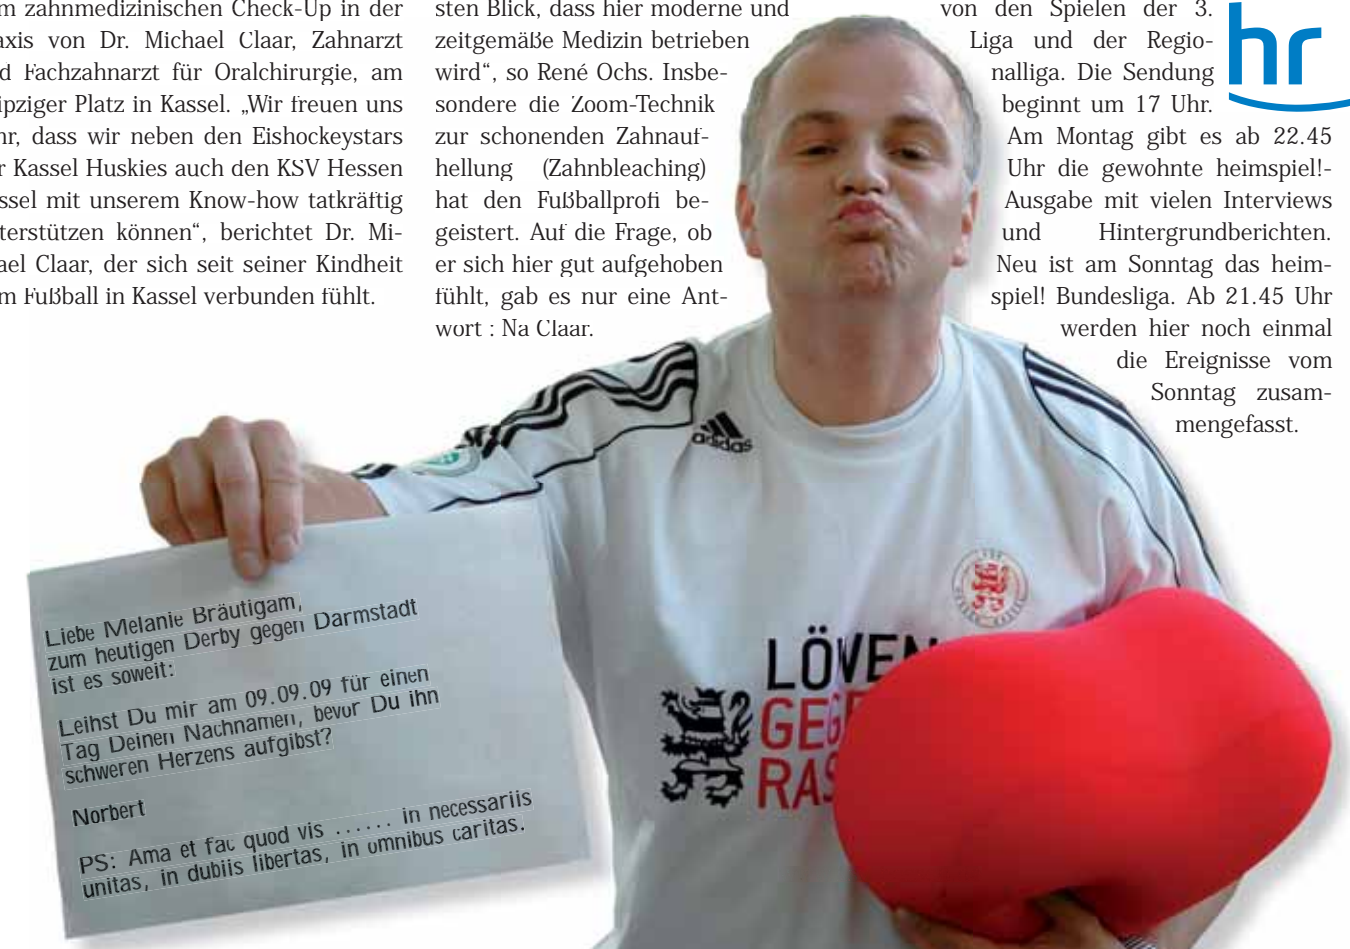 m zahnmedizinischen Check-Up in der
axis von Dr. Michael Claar, Zahnarzt
d Fachzahnarzt für Oralchirurgie, am
ipziger Platz in Kassel. „Wir freuen uns
hr, dass wir neben den Eishockeystars
r Kassel Huskies auch den KSV Hessen
ssel mit unserem Know-how tatkräftig
terstützen können“, berichtet Dr. Mi-
ael Claar, der sich seit seiner Kindheit
m Fußball in Kassel verbunden fühlt.
sten Blick, dass hier moderne und
zeitgemäße Medizin betrieben
wird“, so René Ochs. Insbe-
sondere die Zoom-Technik
zur schonenden Zahnauf-
hellung (Zahnbleaching)
hat den Fußballprofi be-
geistert. Auf die Frage, ob
er sich hier gut aufgehoben
fühlt, gab es nur eine Ant-
wort : Na Claar.
von den Spielen der 3.
Liga und der Regio-
nalliga. Die Sendung
beginnt um 17 Uhr.
Am Montag gibt es ab 22.45
Uhr die gewohnte heimspiel!-
Ausgabe mit vielen Interviews
und Hintergrundberichten.
Neu ist am Sonntag das heim-
spiel! Bundesliga. Ab 21.45 Uhr
werden hier noch einmal
die Ereignisse vom
Sonntag zusam-
mengefasst.
hr
adidas
LÖWEN
GEGE
RAS
Liebe Melanie Bräutigam,
zum heutigen Derby gegen Darmstadt
ist es soweit:
Leihst Du mir am 09.09.09 für einen
Tag Deinen Nachnamen, bevor Du ihn
schweren Herzens aufgibst?
Norbert
PS: Ama et fac quod vis ...... in necessariis
unitas, in dubiis libertas, in omnibus caritas.